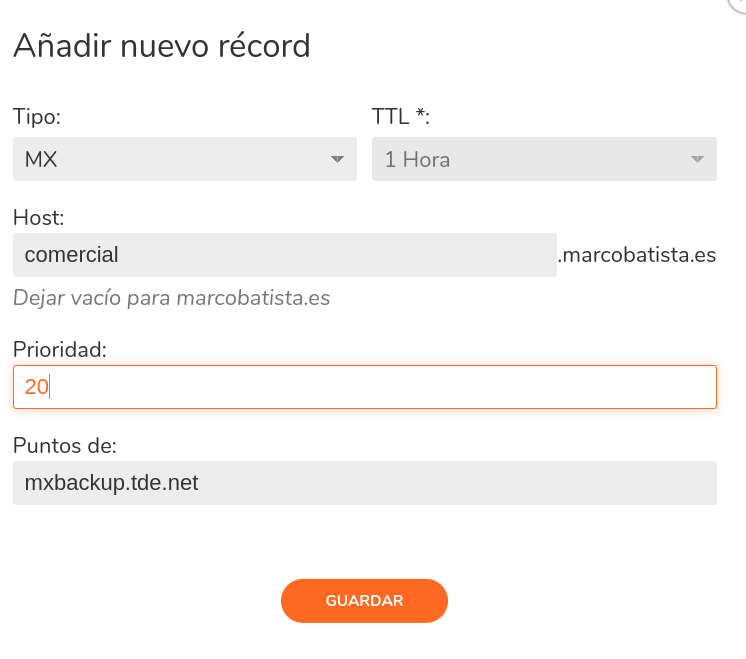 Añadir nuevo récord
Tipo: TTL *:
MX 1 Hora
Host:
comercial .marcobatista.es
Dejar vacío para marcobatista.es
Prioridad:
20
Puntos de:
mxbackup.tde.net
GUARDAR